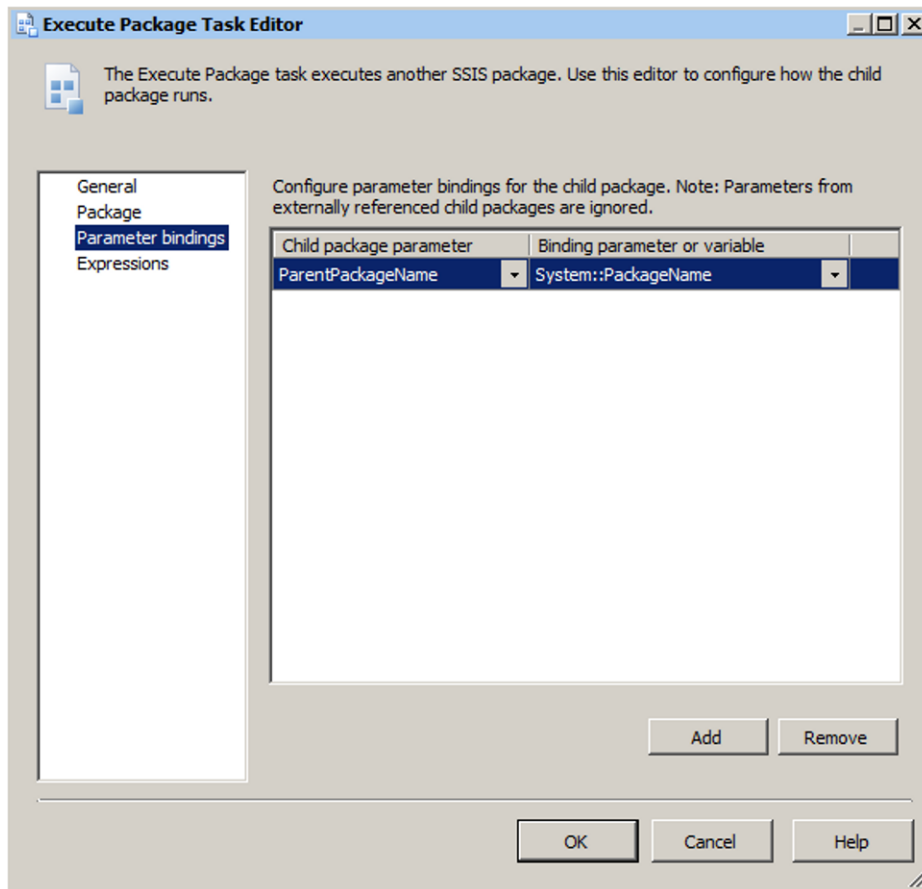 Execute Package Task Editor
The Execute Package task executes another SSIS package. Use this editor to configure how the child
package runs.
General
Package
Parameter bindings
Expressions
Configure parameter bindings for the child package. Note: Parameters from
externally referenced child packages are ignored.
Child package parameter Binding parameter or variable
ParentPackageName System::PackageName
Add Remove
OK Cancel Help